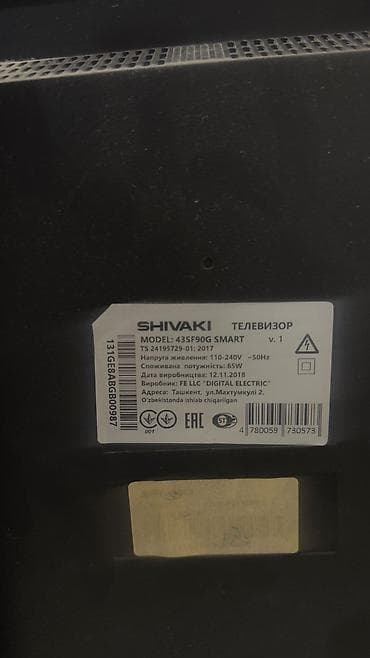 SHIVAKI ТЕЛЕВИЗОР
MODEL: 43SF90G SMART v. 1
TS 24195729-01: 2017
Напруга живлення: 110-240V ~50Hz
Споживана потужність: 65W
Дата виробництва: 12.11.2018
Виробник: FE LLC "DIGITAL ELECTRIC"
Адреса: Ташкент, ул.Махтумкулі 2.
O'zbekistonda ishlab chiqarilgan
001
EAC
4 780059 730573
131GE8ABGB00987